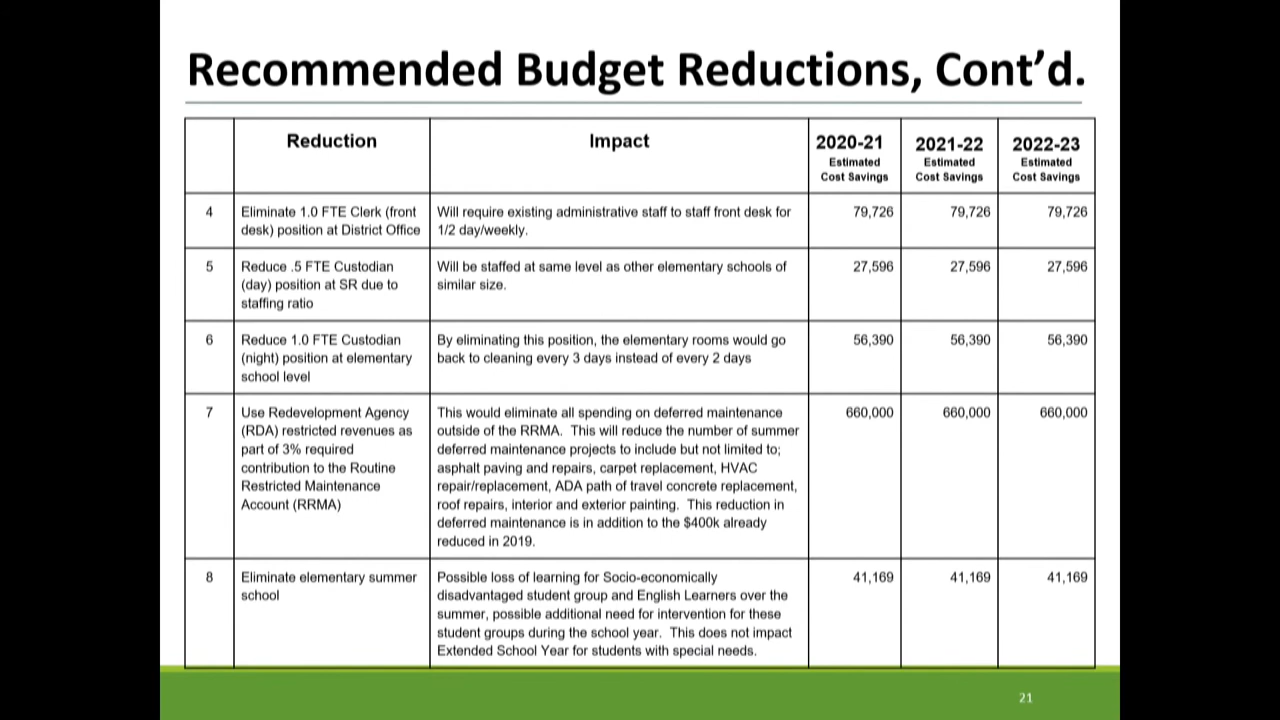 Recommended Budget Reductions, Cont’d.
Reduction Impact 2020-21 2021-22 2022-23
Estimated Estimated Estimated
Cost Savings Cost Savings Cost Savings
4 Eliminate 1.0 FTE Clerk (front Will require existing administrative staff to staff front desk for 79,726 79,726 79,726
desk) position at District Office 1/2 day/weekly.
5 Reduce .5 FTE Custodian Will be staffed at same level as other elementary schools of 27,596 27,596 27,596
(day) position at SR due to similar size.
staffing ratio
6 Reduce 1.0 FTE Custodian By eliminating this position, the elementary rooms would go 56,390 56,390 56,390
(night) position at elementary back to cleaning every 3 days instead of every 2 days
school level
7 Use Redevelopment Agency This would eliminate all spending on deferred maintenance 660,000 660,000 660,000
(RDA) restricted revenues as outside of the RRMA. This will reduce the number of summer
part of 3% required deferred maintenance projects to include but not limited to;
contribution to the Routine asphalt paving and repairs, carpet replacement, HVAC
Restricted Maintenance repair/replacement, ADA path of travel concrete replacement,
Account (RRMA) roof repairs, interior and exterior painting. This reduction in
deferred maintenance is in addition to the $400k already
reduced in 2019.
8 Eliminate elementary summer Possible loss of learning for Socio-economically 41,169 41,169 41,169
school disadvantaged student group and English Learners over the
summer, possible additional need for intervention for these
student groups during the school year. This does not impact
Extended School Year for students with special needs.
21